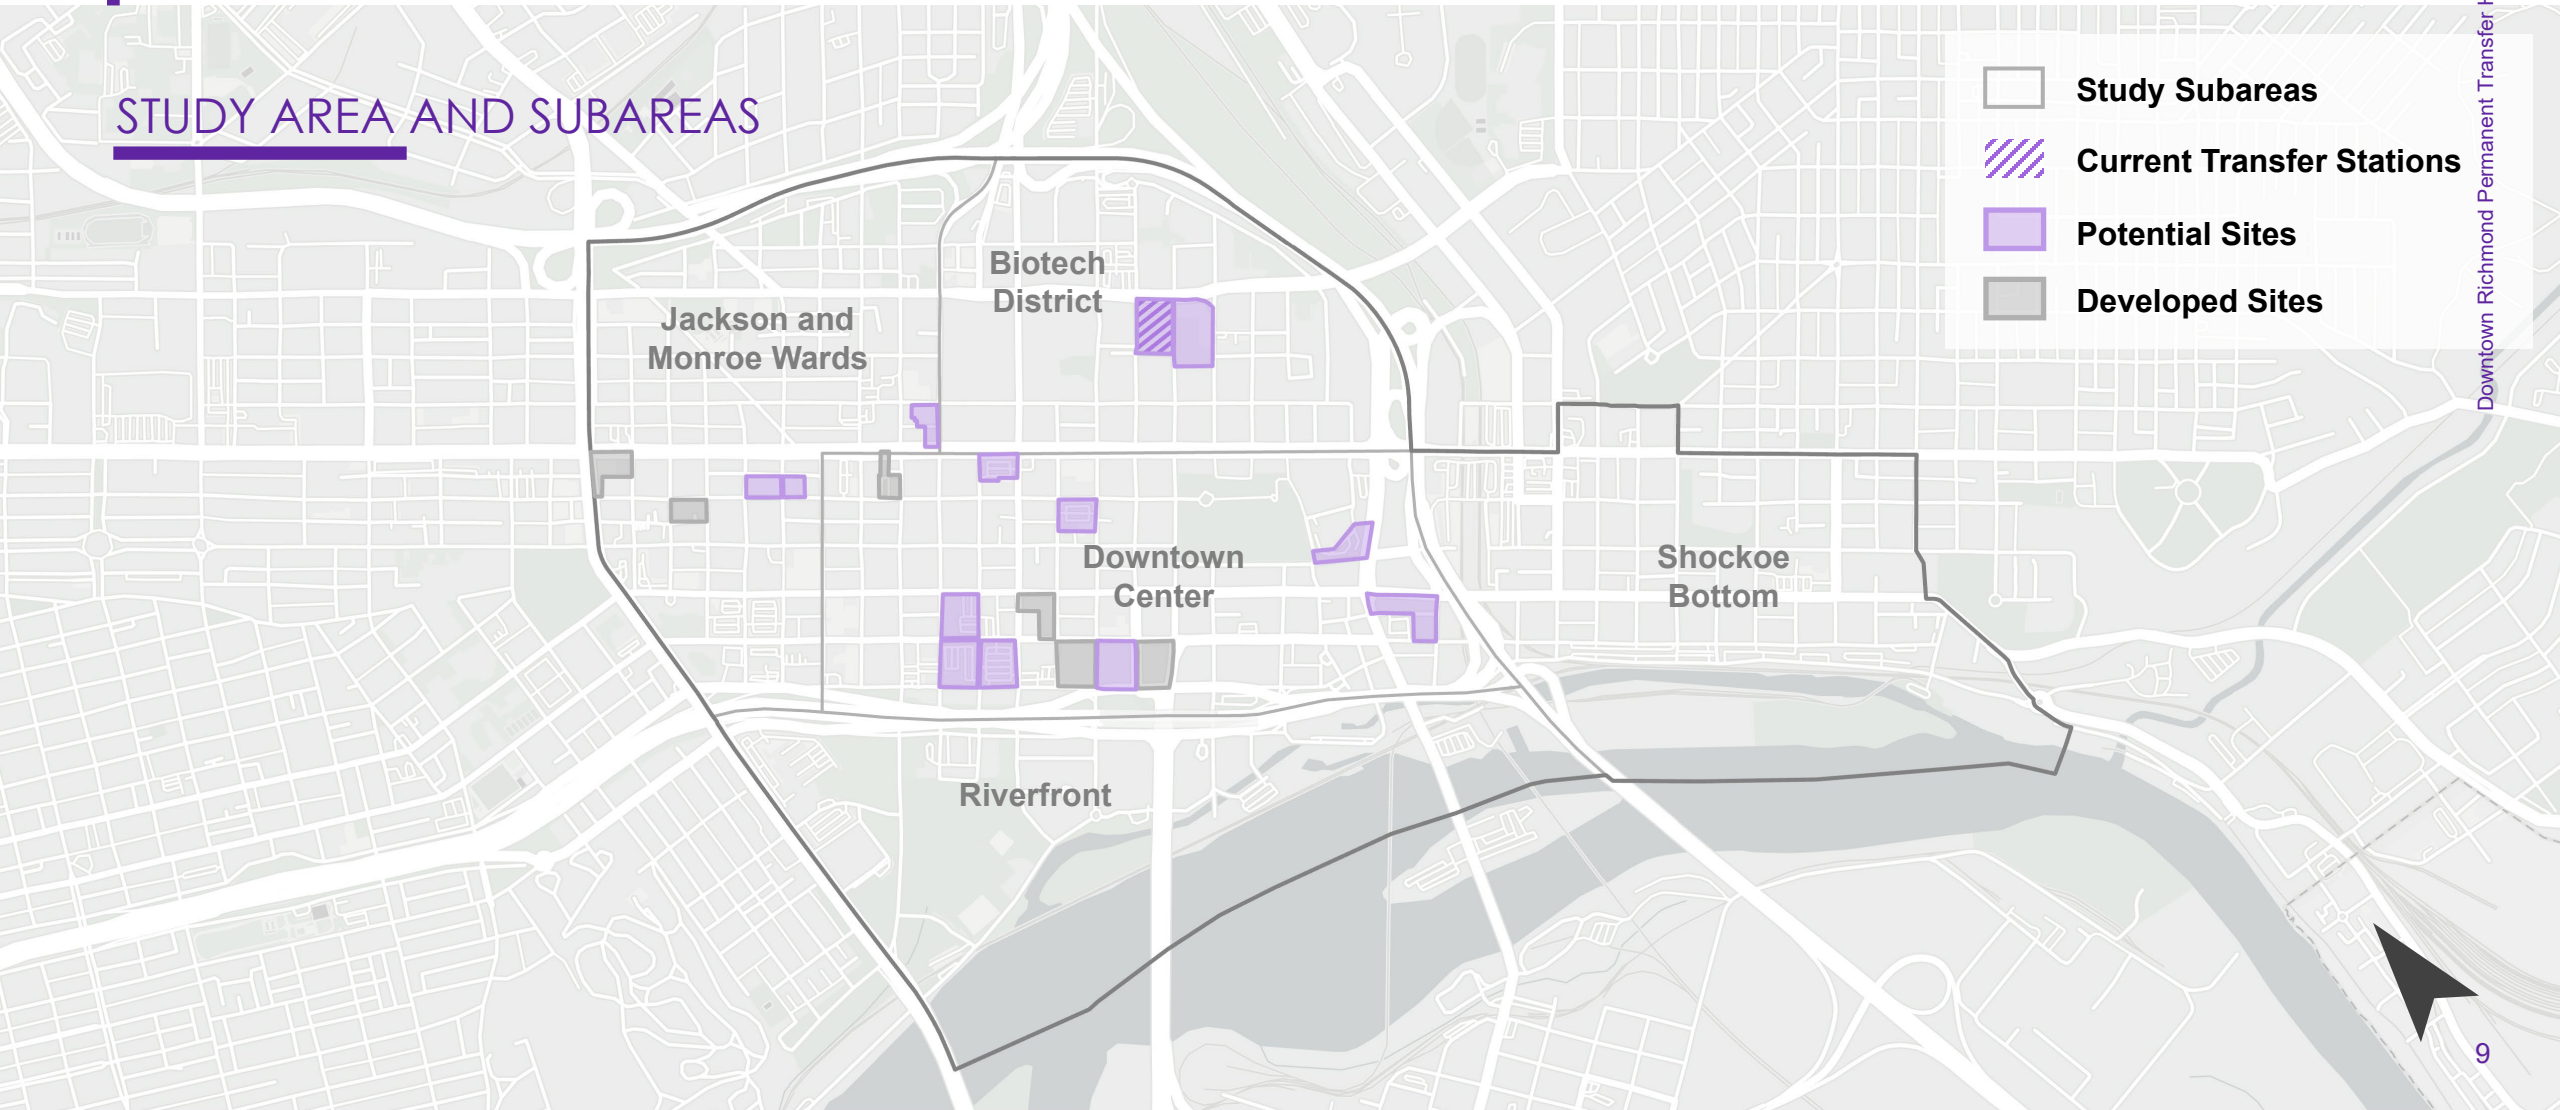 STUDY AREA AND SUBAREAS
Study Subareas
Current Transfer Stations
Potential Sites
Developed Sites
Biotech
District
Jackson and
Monroe Wards
Downtown
Center
Shockoe
Bottom
Riverfront
Downtown Richmond Permanent Transfer
9